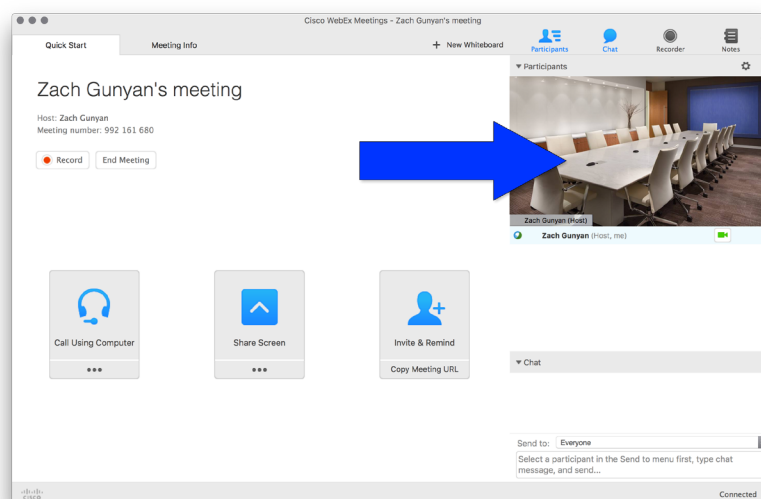 Cisco WebEx Meetings - Zach Gunyan's meeting
Quick Start
Meeting Info
+ New Whiteboard
Participants
Chat
Recorder
Notes
Participants
Zach Gunyan's meeting
Host: Zach Gunyan
Meeting number: 992 161 680
Record
End Meeting
Zach Gunyan (Host)
Zach Gunyan (Host, me)
Call Using Computer
Share Screen
Invite & Remind
Copy Meeting URL
Chat
Send to: Everyone
Select a participant in the Send to menu first, type chat
message, and send...
CISCO
Connected